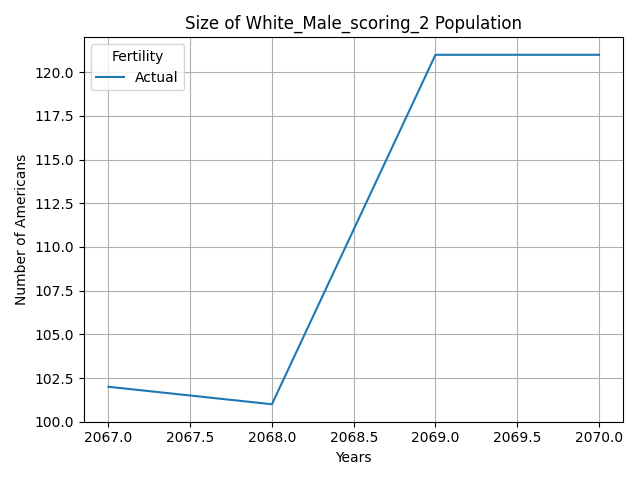 Size of White_Male_scoring_2 Population
Fertility
Actual
120.0
117.5
115.0
112.5
110.0
107.5
105.0
102.5
100.0
Number of Americans
2067.0 2067.5 2068.0 2068.5 2069.0 2069.5 2070.0
Years